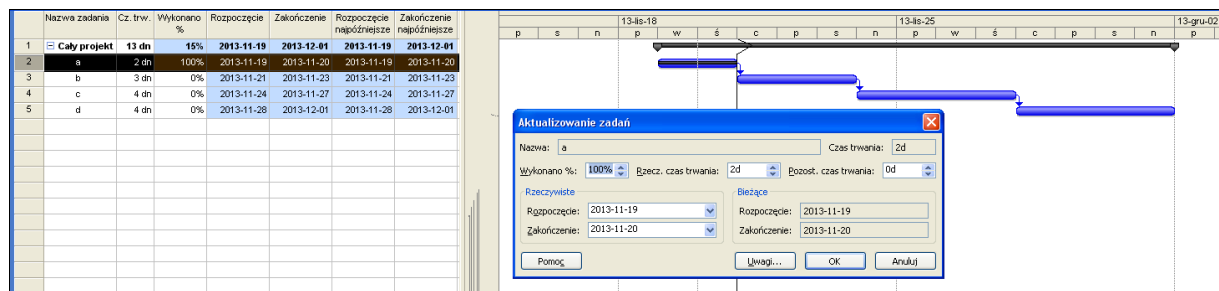 Nazwa zadania Cz. trw. Wykonano % Rozpoczęcie Zakończenie Rozpoczęcie najpóźniejsze Zakończenie najpóźniejsze
1 Cały projekt 13 dn 15% 2013-11-19 2013-12-01 2013-11-19 2013-12-01
2 a 2 dn 100% 2013-11-19 2013-11-20 2013-11-19 2013-11-20
3 b 3 dn 0% 2013-11-21 2013-11-23 2013-11-21 2013-11-23
4 c 4 dn 0% 2013-11-24 2013-11-27 2013-11-24 2013-11-27
5 d 4 dn 0% 2013-11-28 2013-12-01 2013-11-28 2013-12-01
13-lis-18 13-lis-25 13-gru-02
p s n p w ś c p s n p w ś c p s n p
Aktualizowanie zadań
Nazwa: a Czas trwania: 2d
Wykonano %: 100% Rzecz. czas trwania: 2d Pozost. czas trwania: 0d
Rzeczywiste Bieżące
Rozpoczęcie: 2013-11-19 Rozpoczęcie: 2013-11-19
Zakończenie: 2013-11-20 Zakończenie: 2013-11-20
Pomoc Uwagi... OK Anuluj